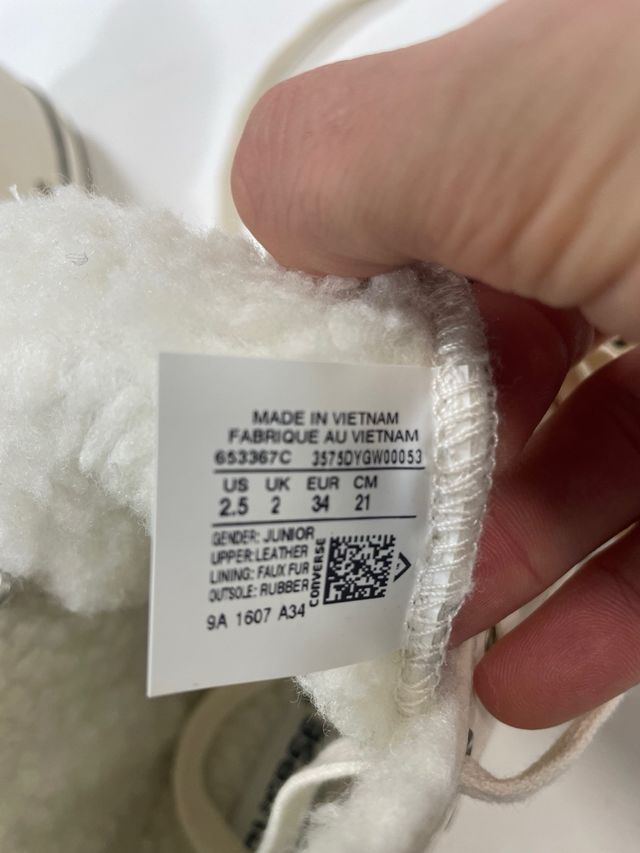 MADE IN VIETNAM
FABRIQUE AU VIETNAM
653367C 3575DYGW00053
US UK EUR CM
2.5 2 34 21
GENDER: JUNIOR
UPPER: LEATHER
LINING: FAUX FUR
OUTSOLE: RUBBER
CONVERSE
9A 1607 A34